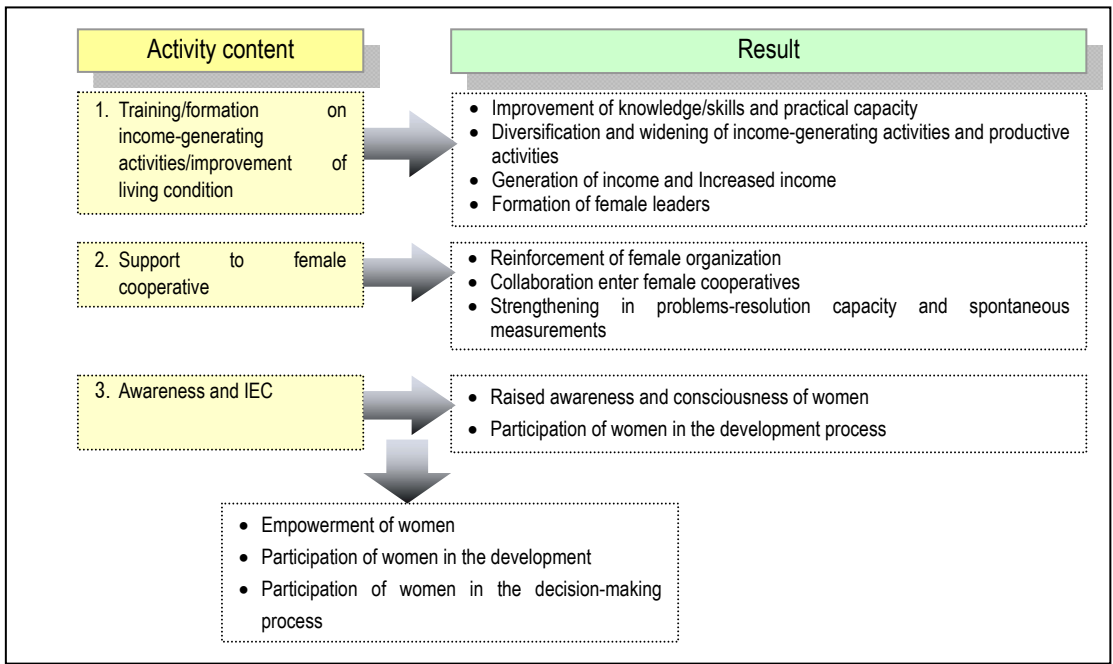 Activity content
Result
1. Training/formation on
income-generating
activities/improvement of
living condition
• Improvement of knowledge/skills and practical capacity
• Diversification and widening of income-generating activities and productive
activities
• Generation of income and Increased income
• Formation of female leaders
2. Support to female
cooperative
• Reinforcement of female organization
• Collaboration enter female cooperatives
• Strengthening in problems-resolution capacity and spontaneous
measurements
3. Awareness and IEC
• Raised awareness and consciousness of women
• Participation of women in the development process
• Empowerment of women
• Participation of women in the development
• Participation of women in the decision-making
process